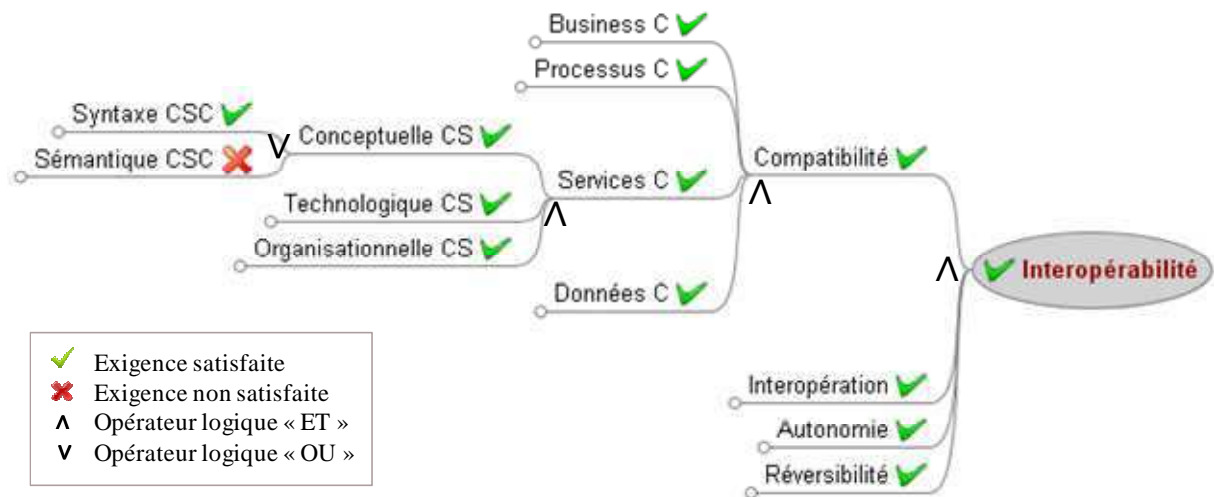 Business C
Processus C
Syntaxe CSC
Sémantique CSC
V
Conceptuelle CS
Technologique CS
Organisationnelle CS
Λ
Services C
Données C
Λ
Compatibilité
Λ
Interopérabilité
Interopération
Autonomie
Réversibilité
Exigence satisfaite
Exigence non satisfaite
Λ Opérateur logique « ET »
V Opérateur logique « OU »